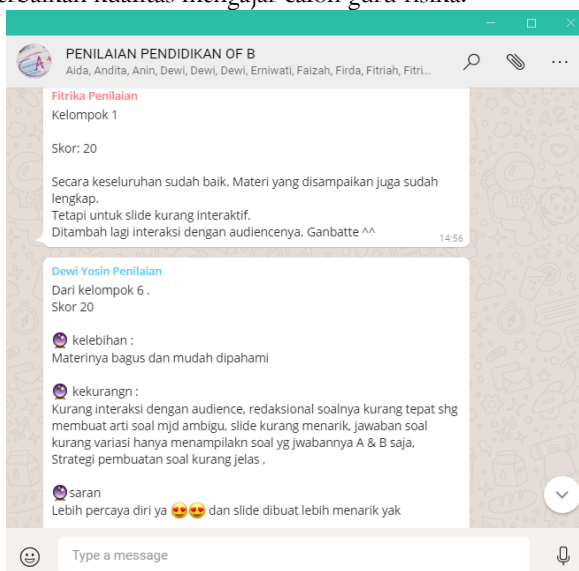 erbaikan kualitas mengajar calon guru fisika.
PENILAIAN PENDIDIKAN OF B
Aida, Andita, Anin, Dewi, Dewi, Dewi, Erniwati, Faizah, Firda, Fitriah, Fitri...
Fitrika Penilaian
Kelompok 1
Skor: 20
Secara keseluruhan sudah baik. Materi yang disampaikan juga sudah
lengkap.
Tetapi untuk slide kurang interaktif.
Ditambah lagi interaksi dengan audiencenya. Ganbatte ^^
14:56
Dewi Yosin Penilaian
Dari kelompok 6 .
Skor 20
🔮 kelebihan :
Materinya bagus dan mudah dipahami
🔮 kekurangn :
Kurang interaksi dengan audience, redaksional soalnya kurang tepat shg
membuat arti soal mjd ambigu, slide kurang menarik, jawaban soal
kurang variasi hanya menampilakn soal yg jwabannya A & B saja,
Strategi pembuatan soal kurang jelas ,
🔮saran
Lebih percaya diri ya 😍😍 dan slide dibuat lebih menarik yak
Type a message